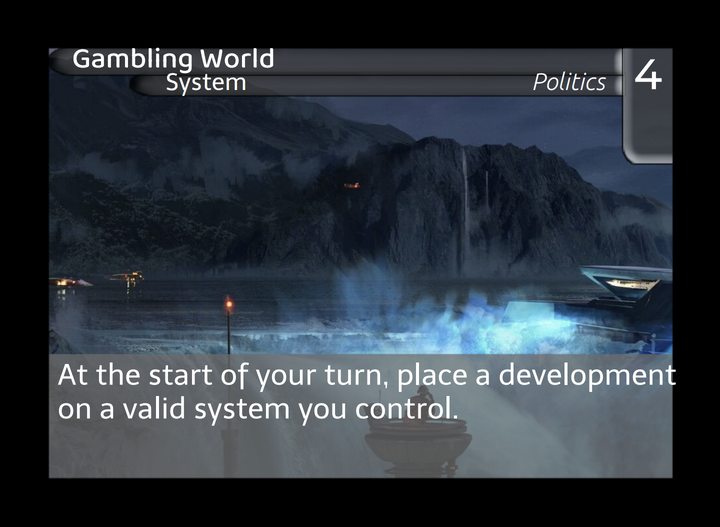 Gambling World
System
Politics
4
At the start of your turn, place a development
on a valid system you control.